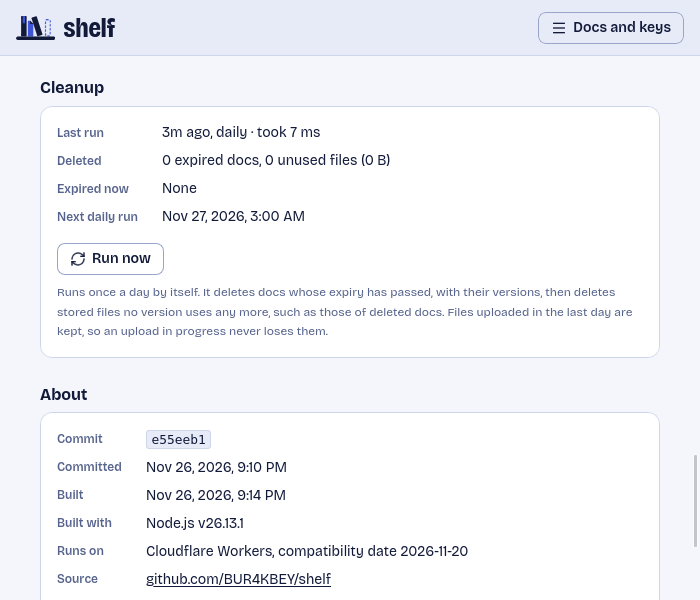 shelf
Docs and keys
Cleanup
Last run 3m ago, daily · took 7 ms
Deleted 0 expired docs, 0 unused files (0 B)
Expired now None
Next daily run Nov 27, 2026, 3:00 AM
Run now
Runs once a day by itself. It deletes docs whose expiry has passed, with their versions, then deletes
stored files no version uses any more, such as those of deleted docs. Files uploaded in the last day are
kept, so an upload in progress never loses them.
About
Commit e55eeb1
Committed Nov 26, 2026, 9:10 PM
Built Nov 26, 2026, 9:14 PM
Built with Node.js v26.13.1
Runs on Cloudflare Workers, compatibility date 2026-11-20
Source github.com/BUR4KBEY/shelf